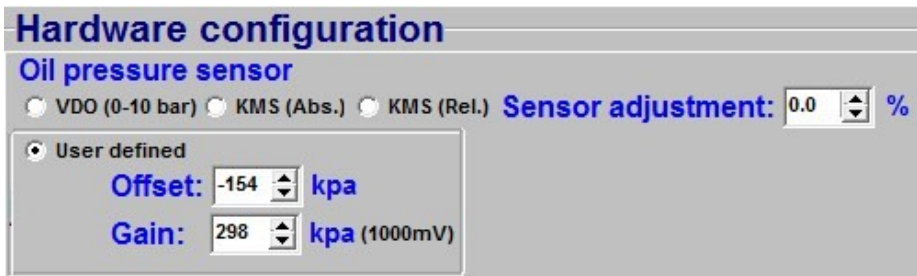 Hardware configuration
Oil pressure sensor
VDO (0-10 bar) KMS (Abs.) KMS (Rel.) Sensor adjustment: 0.0 %
User defined
Offset: -154 kpa
Gain: 298 kpa (1000mV)